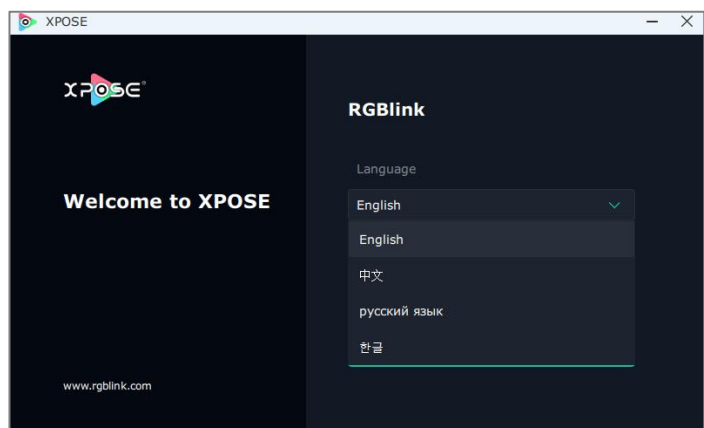 XPOSE
XPOSE®
Welcome to XPOSE
www.rgblink.com
RGBlink
Language
English
English
中文
русский язык
한글